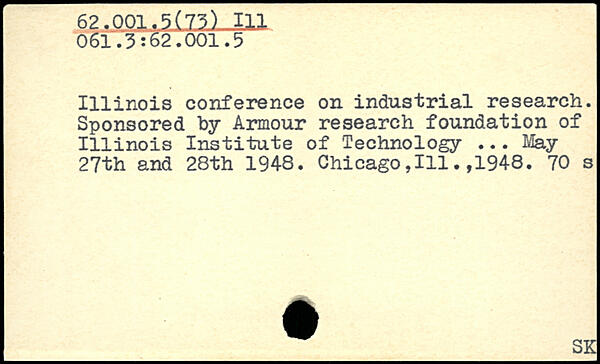 62.001.5(73) Ill
061.3:62.001.5
Illinois conference on industrial research.
Sponsored by Armour research foundation of
Illinois Institute of Technology ... May
27th and 28th 1948. Chicago,Ill.,1948. 70 s
SK